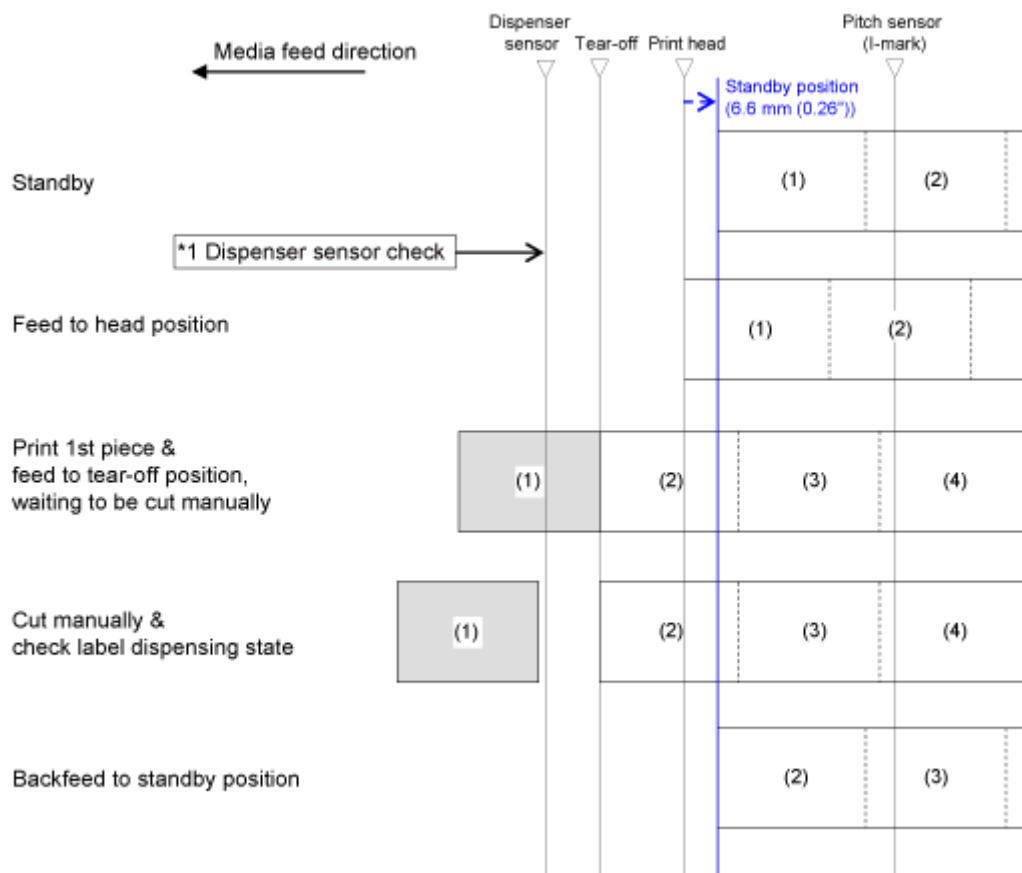 Dispenser
sensor
Tear-off
Print head
Pitch sensor
(I-mark)
Media feed direction
Standby position
(6.6 mm (0.26"))
Standby
(1)
(2)
*1 Dispenser sensor check
Feed to head position
(1)
(2)
Print 1st piece &
feed to tear-off position,
waiting to be cut manually
(1)
(2)
(3)
(4)
Cut manually &
check label dispensing state
(1)
(2)
(3)
(4)
Backfeed to standby position
(2)
(3)